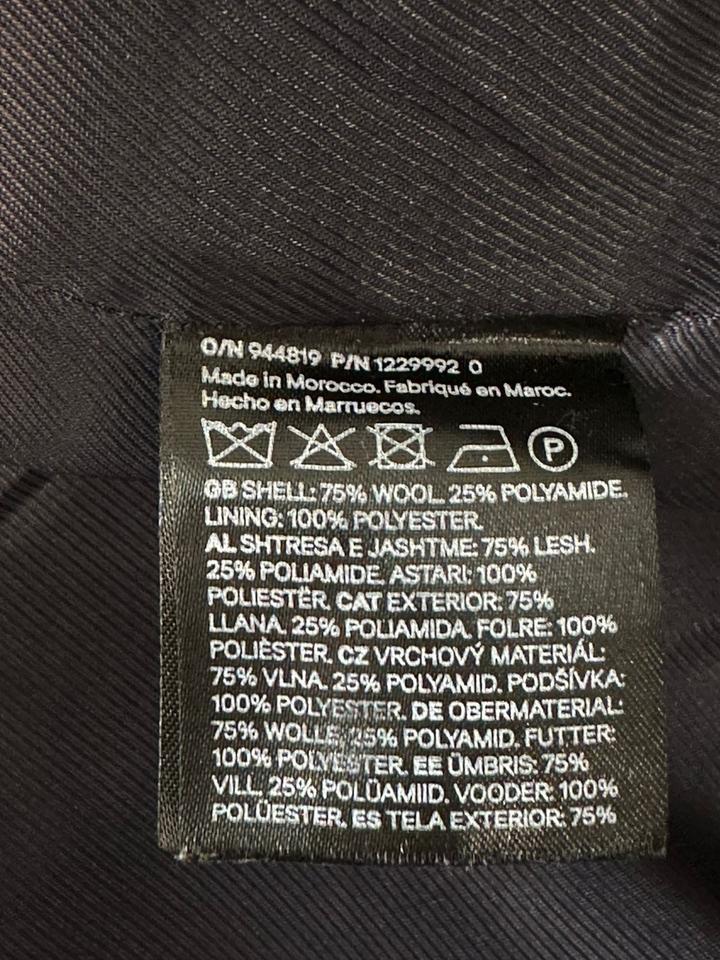 O/N 944819 P/N 1229992 0
Made in Morocco. Fabriqué en Maroc.
Hecho en Marruecos.
P
GB SHELL: 75% WOOL. 25% POLYAMIDE.
LINING: 100% POLYESTER.
AL SHTRESA E JASHTME: 75% LESH.
25% POLIAMIDE. ASTARI: 100%
POLIESTËR. CAT EXTERIOR: 75%
LLANA. 25% POLIAMIDA. FOLRE: 100%
POLIÈSTER. CZ VRCHOVÝ MATERIÁL:
75% VLNA. 25% POLYAMID. PODŠÍVKA:
100% POLYESTER. DE OBERMATERIAL:
75% WOLLE. 25% POLYAMID. FUTTER:
100% POLYESTER. EE ÜMBRIS: 75%
VILL. 25% POLÜAMIID. VOODER: 100%
POLÜESTER. ES TELA EXTERIOR: 75%